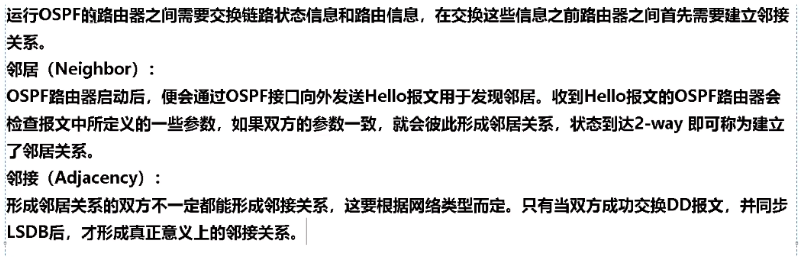 运行OSPF的路由器之间需要交换链路状态信息和路由信息，在交换这些信息之前路由器之间首先需要建立邻接
关系。
邻居（Neighbor）：
OSPF路由器启动后，便会通过OSPF接口向外发送Hello报文用于发现邻居。收到Hello报文的OSPF路由器会
检查报文中所定义的一些参数，如果双方的参数一致，就会彼此形成邻居关系，状态到达2-way 即可称为建立
了邻居关系。
邻接（Adjacency）：
形成邻居关系的双方不一定都能形成邻接关系，这要根据网络类型而定。只有当双方成功交换DD报文，并同步
LSDB后，才形成真正意义上的邻接关系。